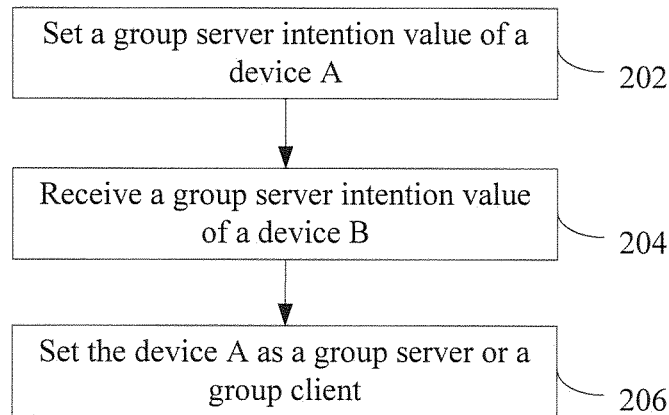 Set a group server intention value of a
device A
202
Receive a group server intention value
of a device B
204
Set the device A as a group server or a
group client
206